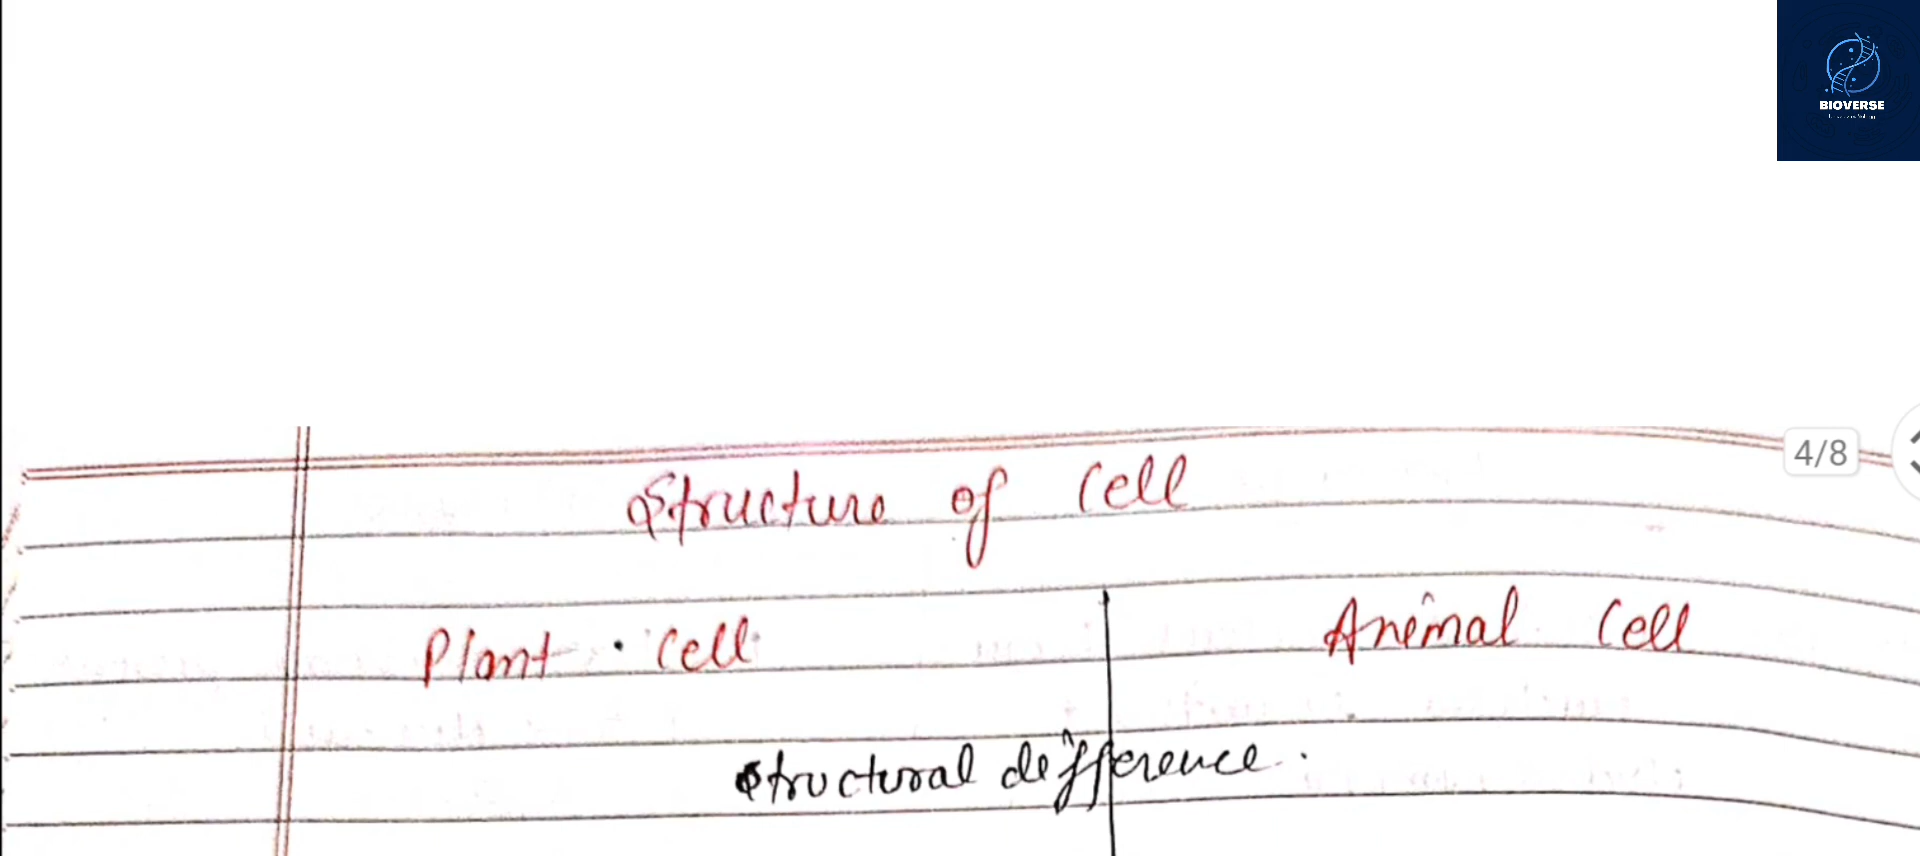 BIOVERSE
4/8
Structure of Cell
Plant Cell
Animal Cell
Structural difference.